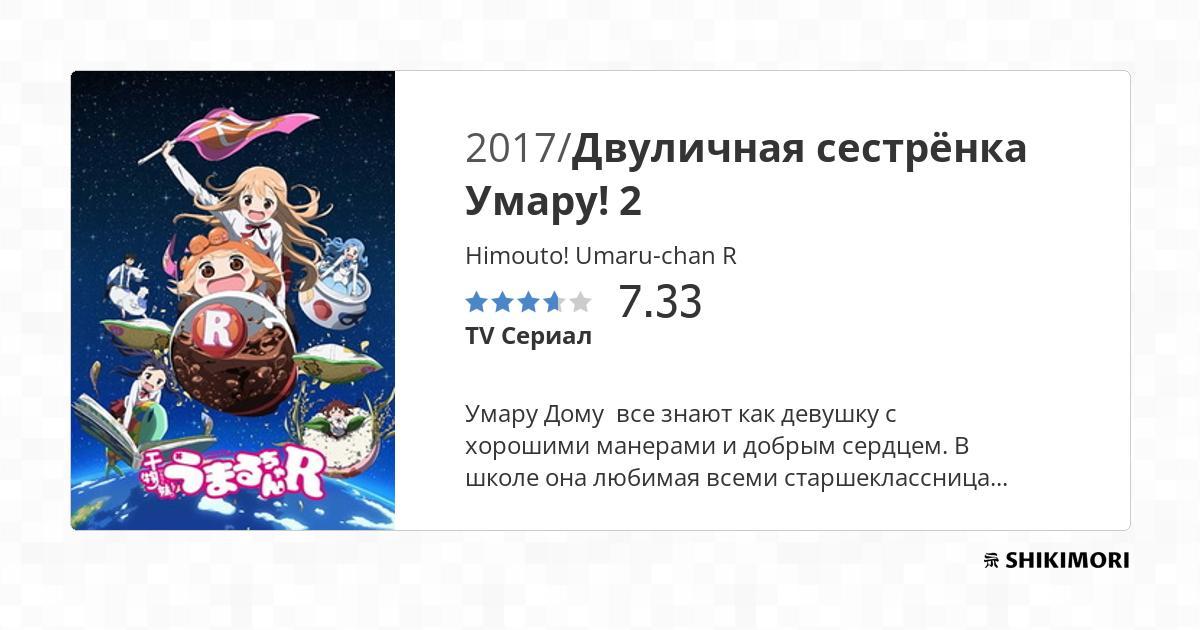 2017/Двуличная сестрёнка
Умару! 2
Himouto! Umaru-chan R
7.33
TV Сериал
Умару Дому  все знают как девушку с
хорошими манерами и добрым сердцем. В
школе она любимая всеми старшеклассница...
R
干物妹!うまるちゃんR
SHIKIMORI